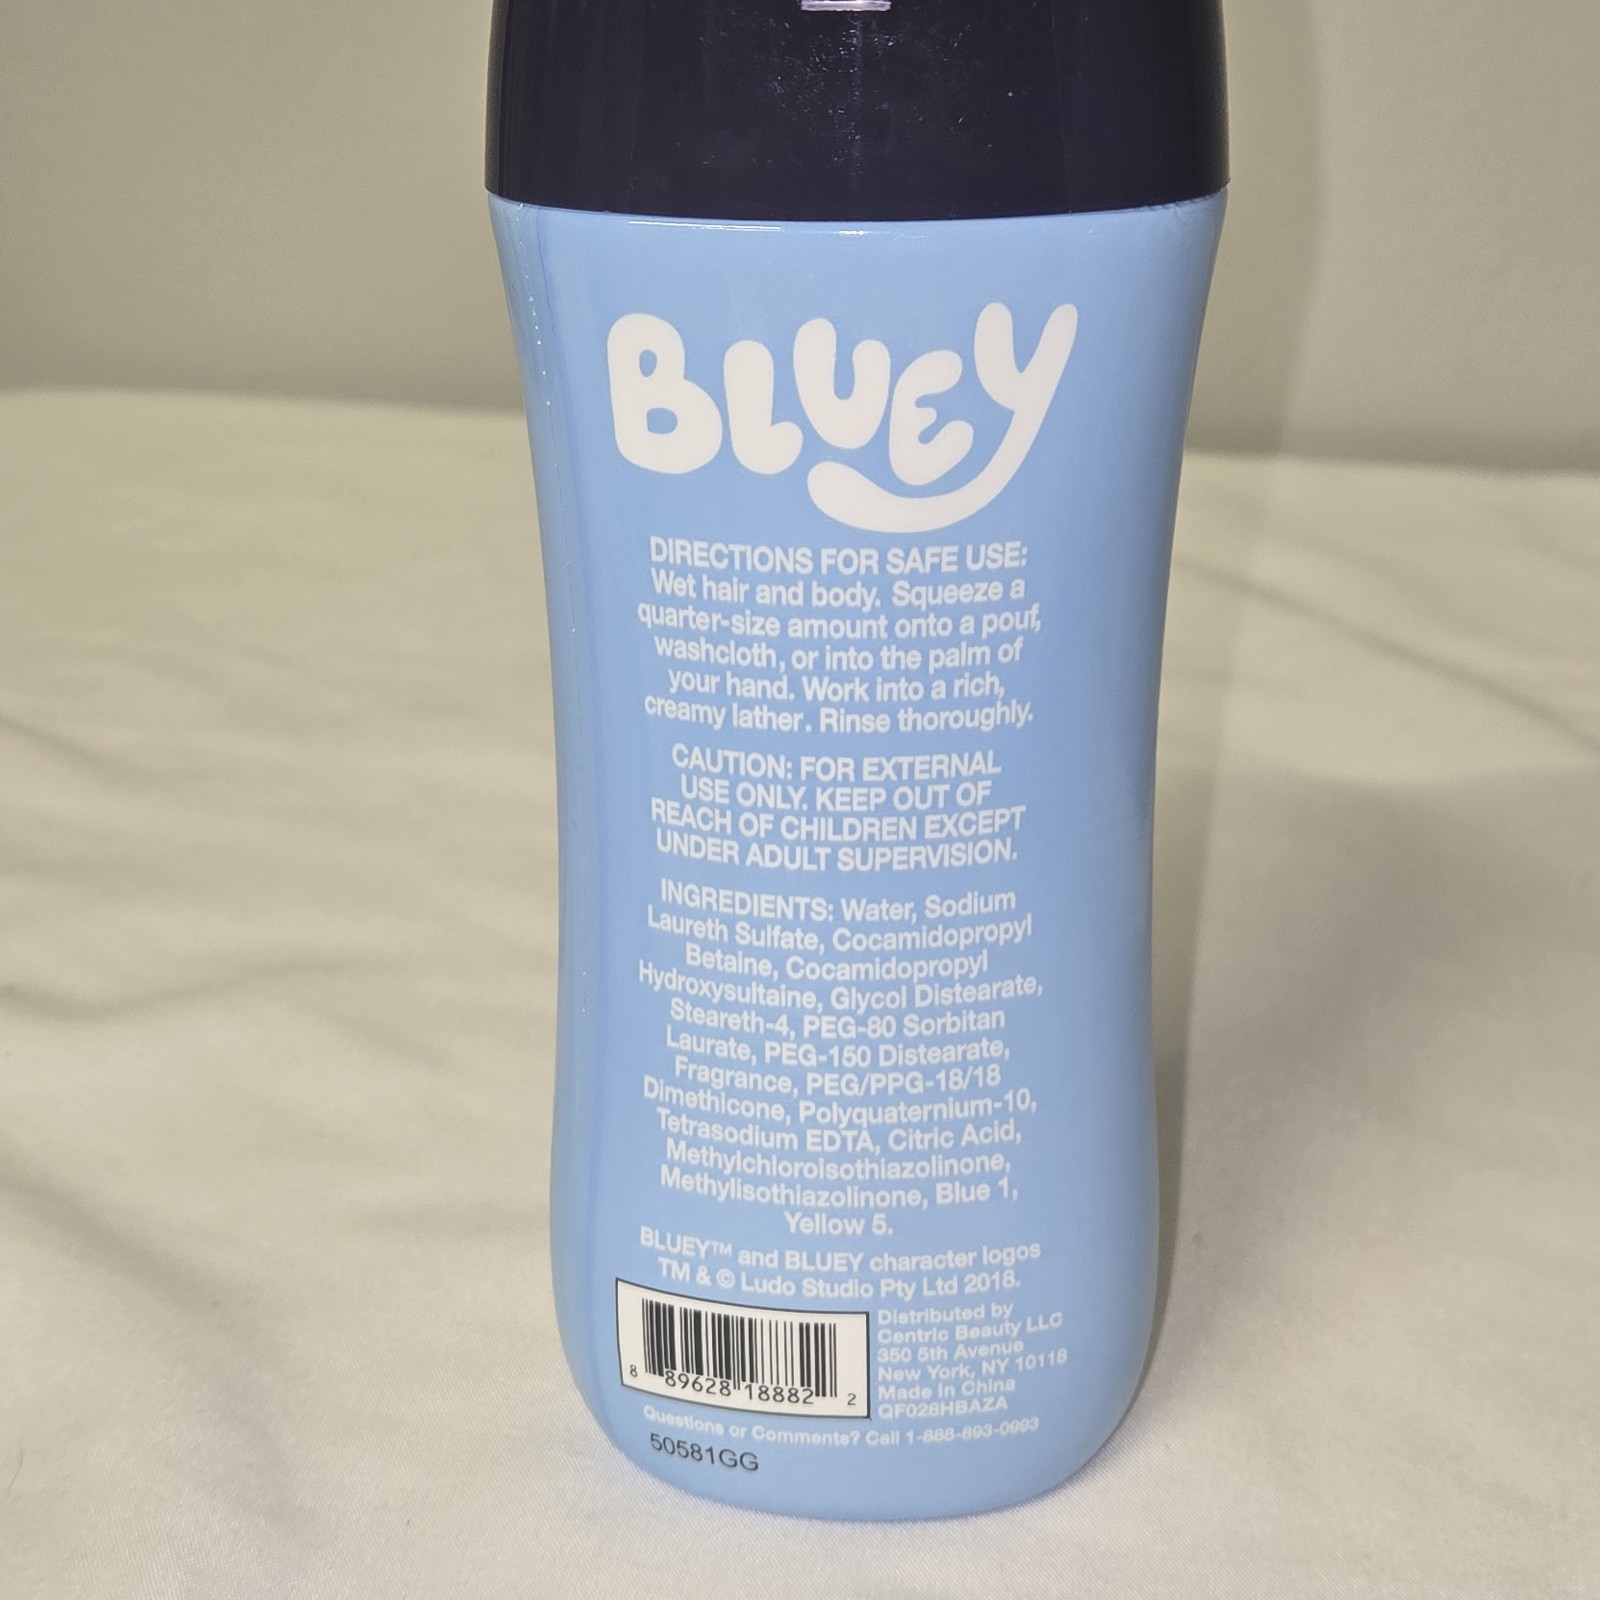 BLUEY
DIRECTIONS FOR SAFE USE:
Wet hair and body. Squeeze a
quarter-size amount onto a pouf,
washcloth, or into the palm of
your hand. Work into a rich,
creamy lather. Rinse thoroughly.
CAUTION: FOR EXTERNAL
USE ONLY. KEEP OUT OF
REACH OF CHILDREN EXCEPT
UNDER ADULT SUPERVISION.
INGREDIENTS: Water, Sodium
Laureth Sulfate, Cocamidopropyl
Betaine, Cocamidopropyl
Hydroxysultaine, Glycol Distearate,
Steareth-4, PEG-80 Sorbitan
Laurate, PEG-150 Distearate,
Fragrance, PEG/PPG-18/18
Dimethicone, Polyquaternium-10,
Tetrasodium EDTA, Citric Acid,
Methylchloroisothiazolinone,
Methylisothiazolinone, Blue 1,
Yellow 5.
BLUEY™ and BLUEY character logos
TM & © Ludo Studio Pty Ltd 2018.
8 89628 18882 2
Distributed by
Centric Beauty LLC
350 5th Avenue
New York, NY 10118
Made In China
QF028HBAZA
Questions or Comments? Call 1-888-893-0993
50581GG